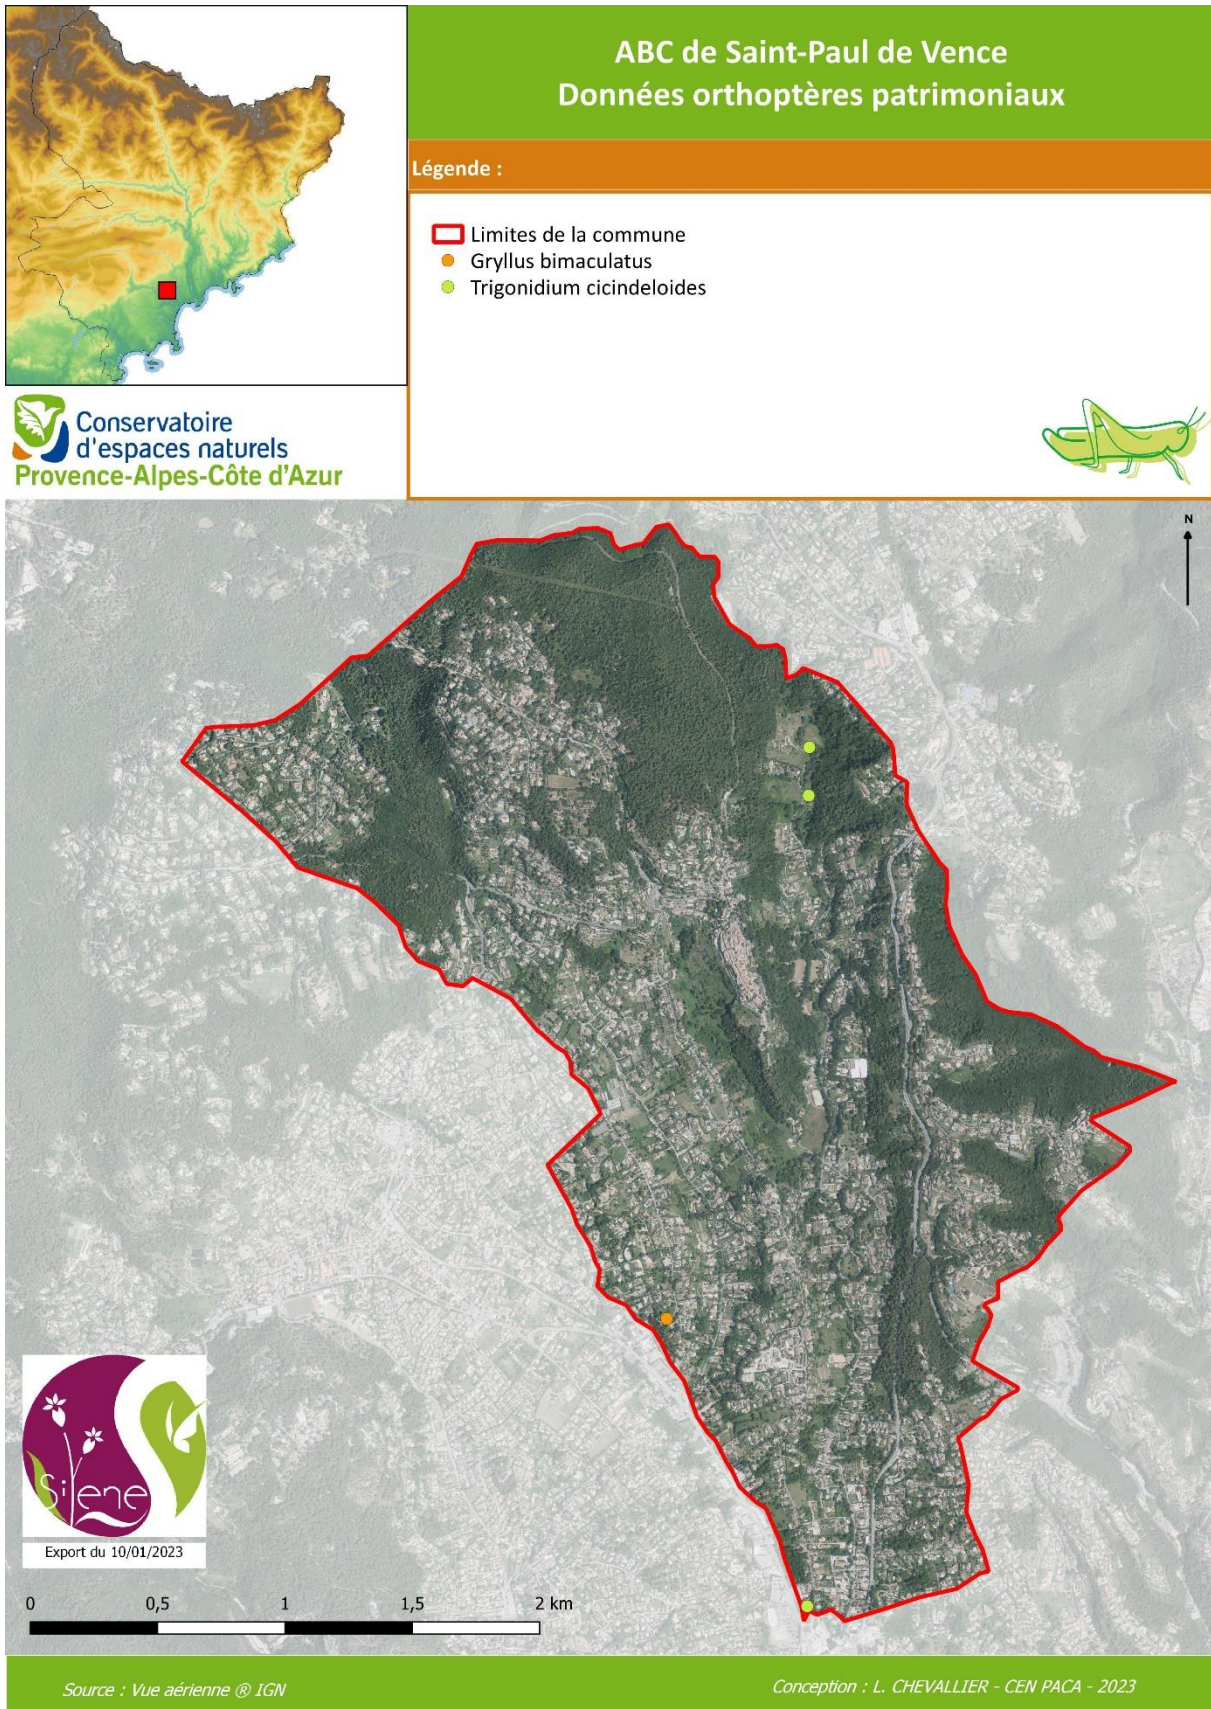 ABC de Saint-Paul de Vence
Données orthoptères patrimoniaux
Légende :
Limites de la commune
Gryllus bimaculatus
Trigonidium cicindeloides
Conservatoire
d'espaces naturels
Provence-Alpes-Côte d'Azur
N
Silene
Export du 10/01/2023
0 0,5 1 1,5 2 km
Source : Vue aérienne ® IGN
Conception : L. CHEVALLIER - CEN PACA - 2023